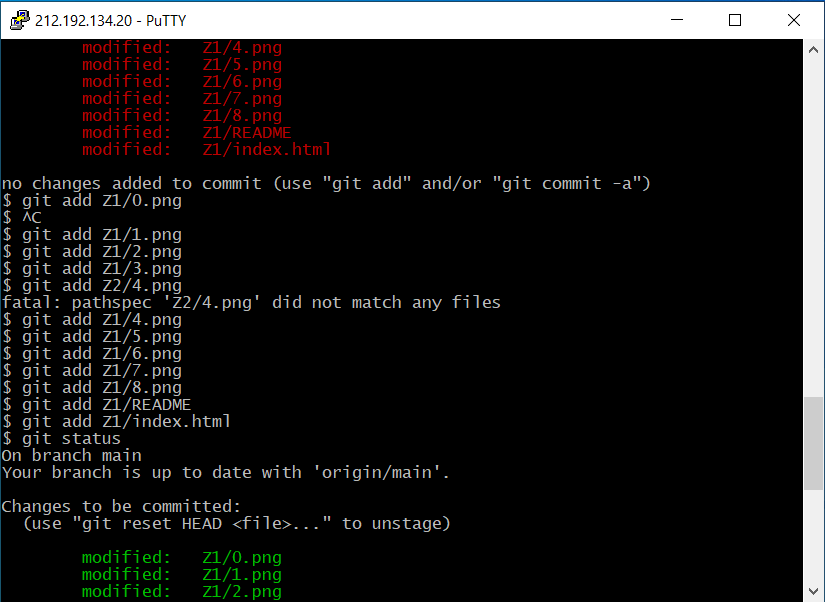 212.192.134.20 - PuTTY
modified: Z1/4.png
modified: Z1/5.png
modified: Z1/6.png
modified: Z1/7.png
modified: Z1/8.png
modified: Z1/README
modified: Z1/index.html
no changes added to commit (use "git add" and/or "git commit -a")
$ git add Z1/0.png
$ ^C
$ git add Z1/1.png
$ git add Z1/2.png
$ git add Z1/3.png
$ git add Z2/4.png
fatal: pathspec 'Z2/4.png' did not match any files
$ git add Z1/4.png
$ git add Z1/5.png
$ git add Z1/6.png
$ git add Z1/7.png
$ git add Z1/8.png
$ git add Z1/README
$ git add Z1/index.html
$ git status
On branch main
Your branch is up to date with 'origin/main'.
Changes to be committed:
(use "git reset HEAD <file>..." to unstage)
modified: Z1/0.png
modified: Z1/1.png
modified: Z1/2.png